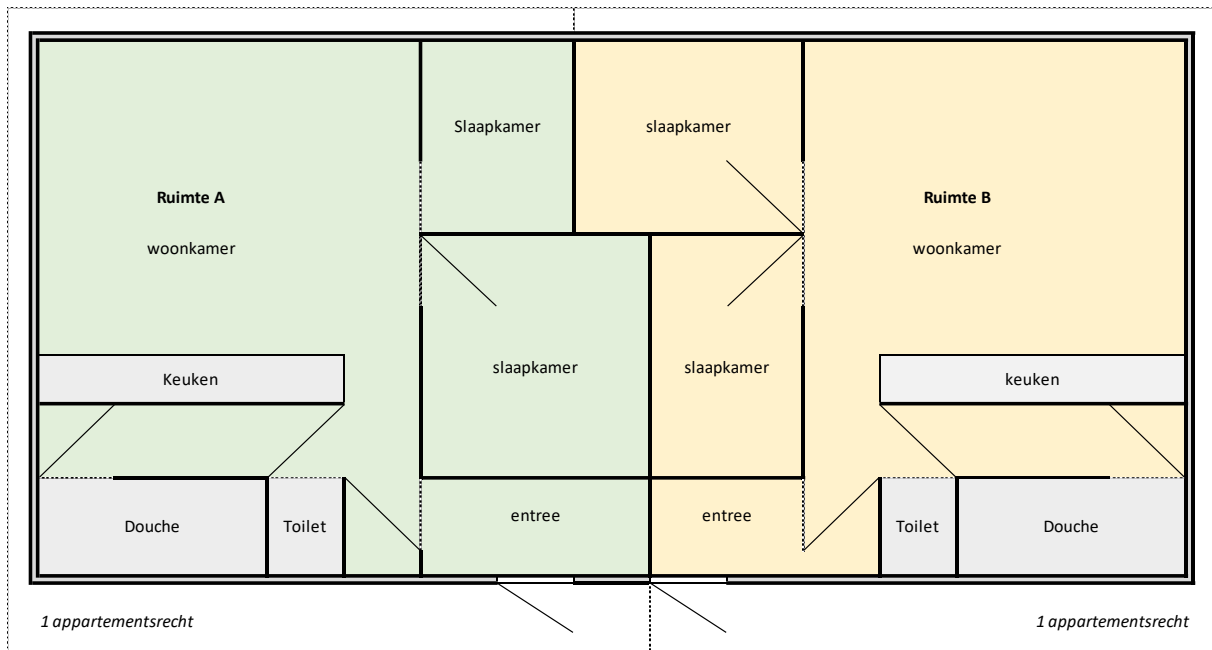 Slaapkamer
slaapkamer
Ruimte A
Ruimte B
woonkamer
woonkamer
slaapkamer
slaapkamer
Keuken
keuken
entree
entree
Douche
Toilet
Toilet
Douche
1 appartementsrecht
1 appartementsrecht